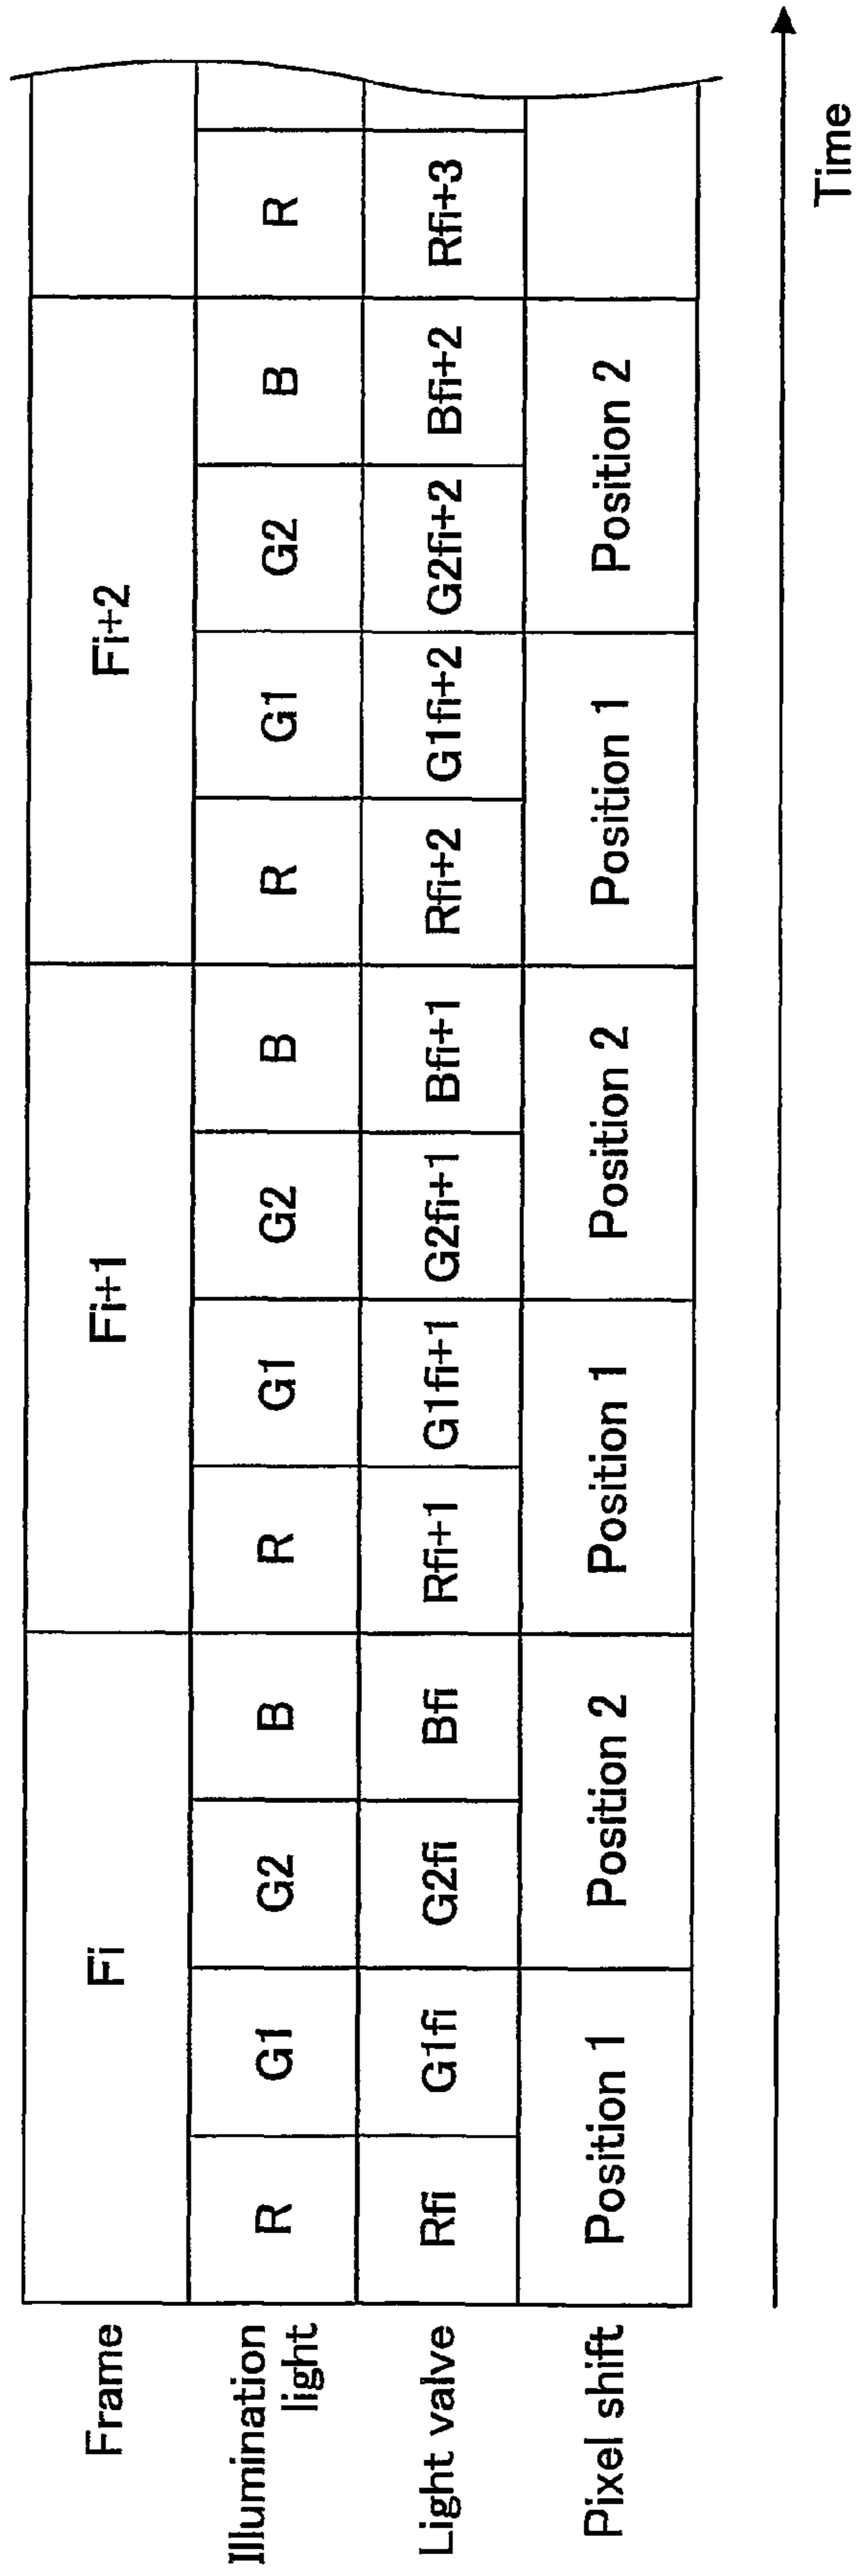 Frame
Fi
Fi+1
Fi+2
Illumination
light
R
G1
G2
B
R
G1
G2
B
R
G1
G2
B
R
Light valve
Rfi
G1fi
G2fi
Bfi
Rfi+1
G1fi+1
G2fi+1
Bfi+1
Rfi+2
G1fi+2
G2fi+2
Bfi+2
Rfi+3
Pixel shift
Position 1
Position 2
Position 1
Position 2
Position 1
Position 2
Time